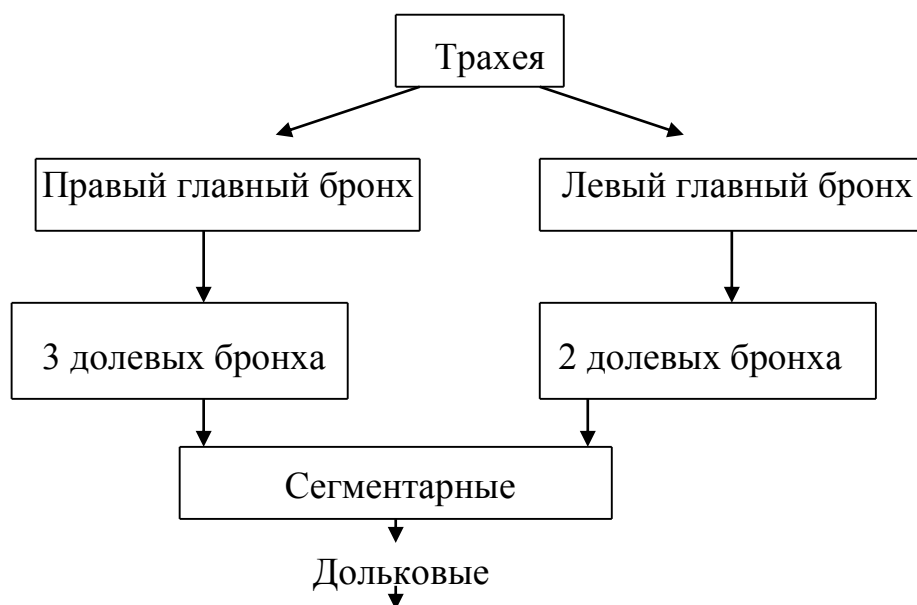 Трахея
Правый главный бронх
Левый главный бронх
3 долевых бронха
2 долевых бронха
Сегментарные
Дольковые